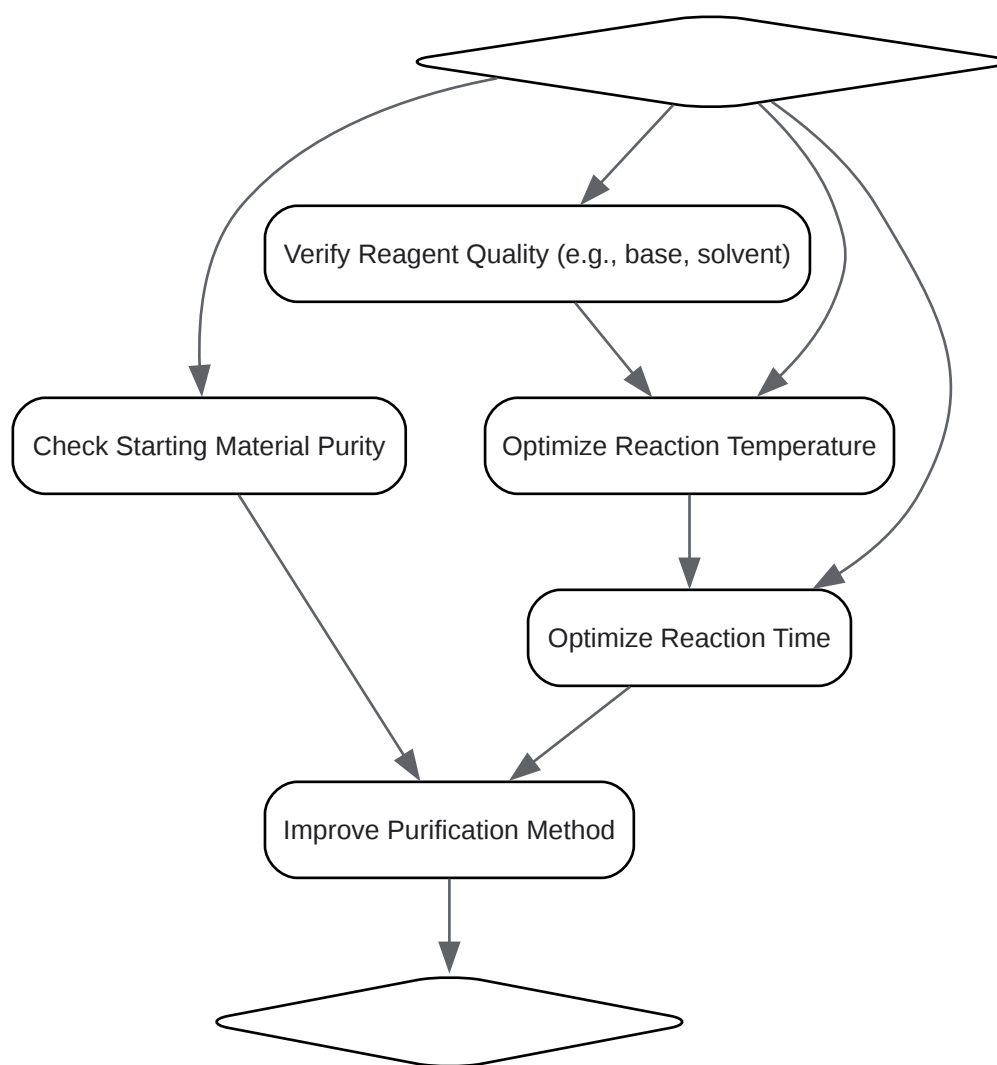 Verify Reagent Quality (e.g., base, solvent)
Check Starting Material Purity
Optimize Reaction Temperature
Optimize Reaction Time
Improve Purification Method